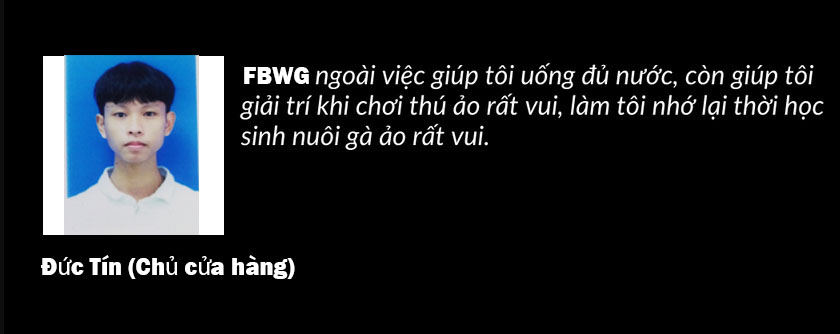 FBWG ngoài việc giúp tôi uống đủ nước, còn giúp tôi
giải trí khi chơi thú ảo rất vui, làm tôi nhớ lại thời học
sinh nuôi gà ảo rất vui.
Đức Tín (Chủ cửa hàng)